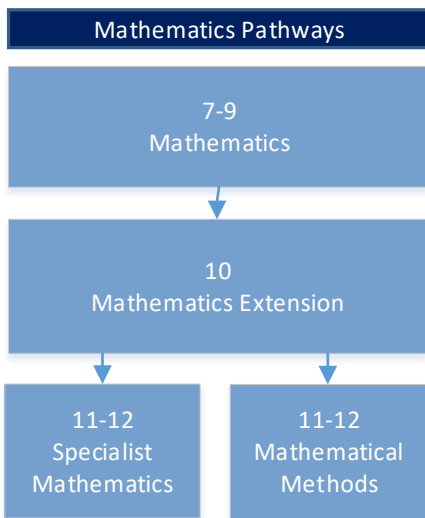 Mathematics Pathways
7-9
Mathematics
10
Mathematics Extension
11-12
Specialist
Mathematics
11-12
Mathematical
Methods